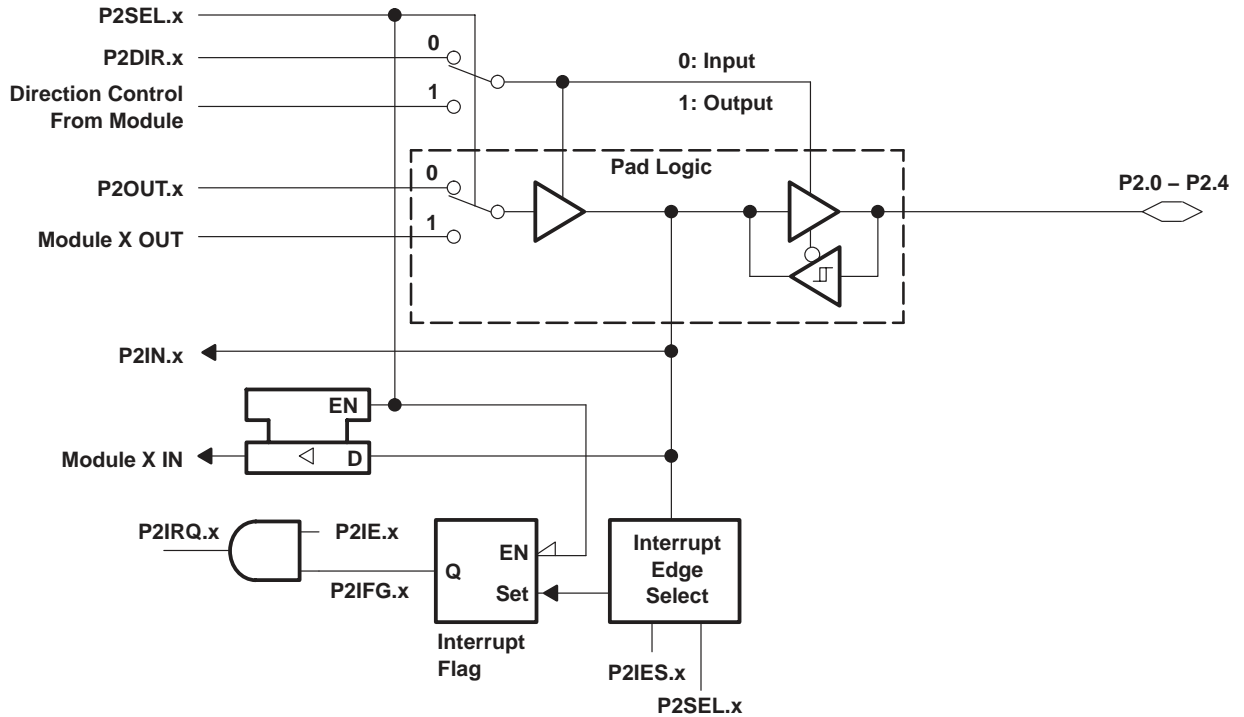 P2SEL.x
P2DIR.x
0
Direction Control
From Module
1
0: Input
1: Output
Pad Logic
P2OUT.x
0
Module X OUT
1
P2.0 – P2.4
P2IN.x
EN
Module X IN
D
P2IRQ.x
P2IE.x
P2IFG.x
EN
Q
Set
Interrupt
Flag
Interrupt
Edge
Select
P2IES.x
P2SEL.x